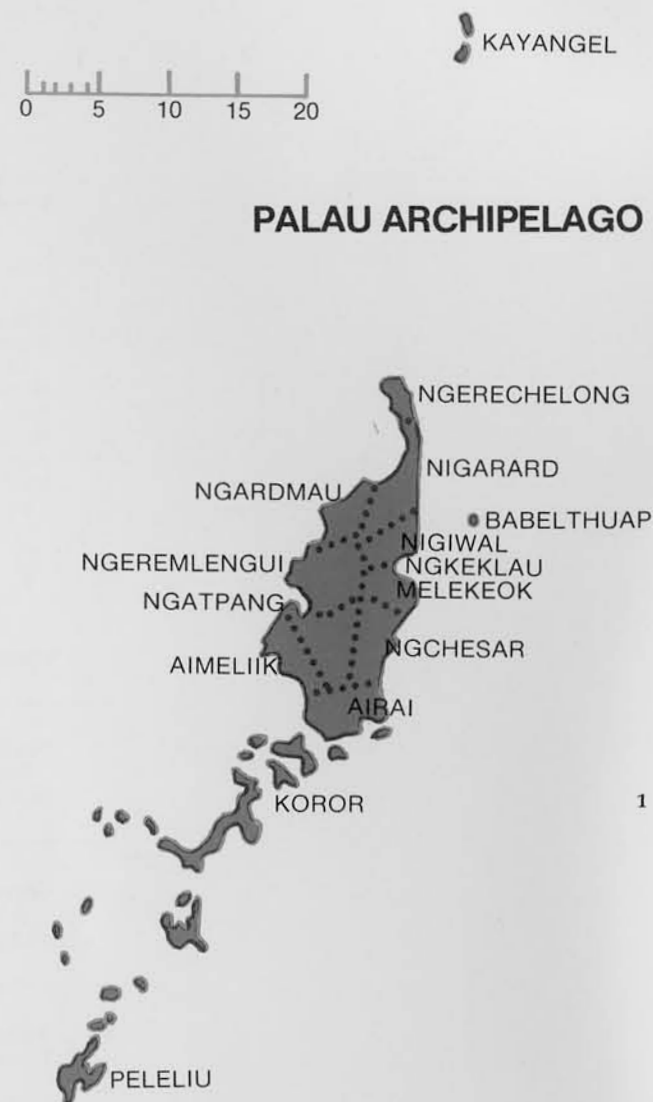 KAYANGEL
0 5 10 15 20
PALAU ARCHIPELAGO
NGERECHELONG
NIGARARD
NGARDMAU
BABELTHUAP
NIGIWAL
NGEREMLENGUI
NGKEKLAU
MELEKEOK
NGATPANG
NGCHESAR
AIMELIIK
AIRAI
KOROR
1
PELELIU